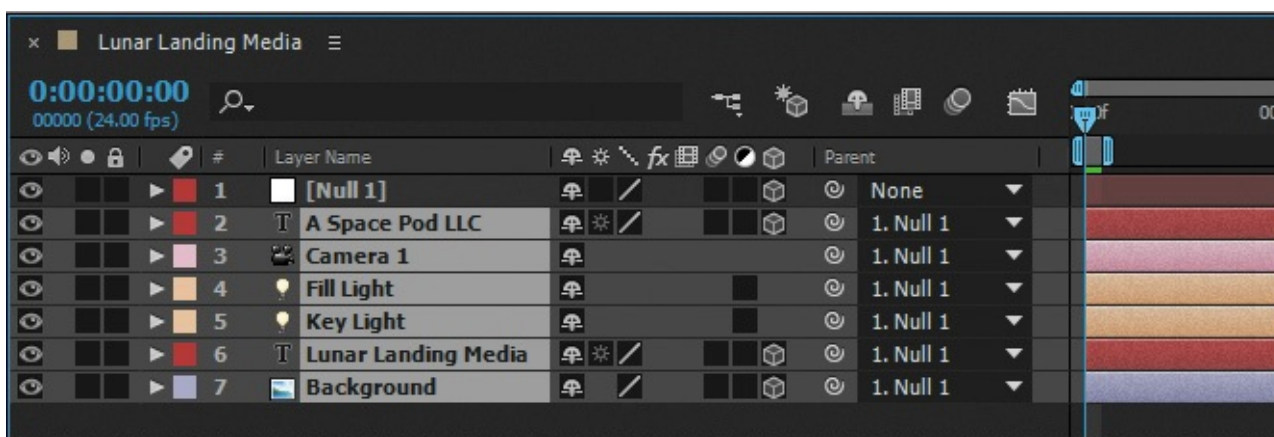 × Lunar Landing Media
0:00:00:00
00000 (24.00 fps)
# Layer Name fx Parent
1 [Null 1] None
2 T A Space Pod LLC 1. Null 1
3 Camera 1 1. Null 1
4 Fill Light 1. Null 1
5 Key Light 1. Null 1
6 T Lunar Landing Media 1. Null 1
7 Background 1. Null 1